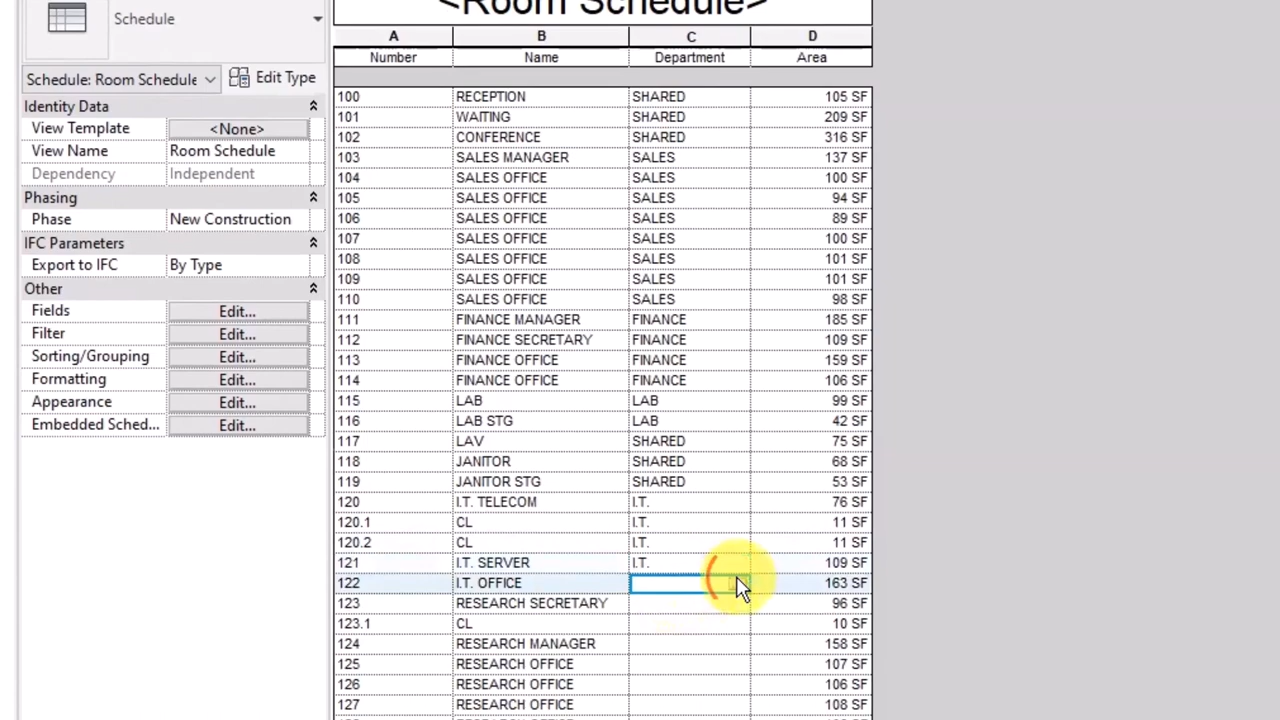 <Room Schedule>
Schedule
Schedule: Room Schedule
Edit Type
Identity Data
View Template <None>
View Name Room Schedule
Dependency Independent
Phasing
Phase New Construction
IFC Parameters
Export to IFC By Type
Other
Fields Edit...
Filter Edit...
Sorting/Grouping Edit...
Formatting Edit...
Appearance Edit...
Embedded Sched... Edit...
A B C D
Number Name Department Area
100 RECEPTION SHARED 105 SF
101 WAITING SHARED 209 SF
102 CONFERENCE SHARED 316 SF
103 SALES MANAGER SALES 137 SF
104 SALES OFFICE SALES 100 SF
105 SALES OFFICE SALES 94 SF
106 SALES OFFICE SALES 89 SF
107 SALES OFFICE SALES 100 SF
108 SALES OFFICE SALES 101 SF
109 SALES OFFICE SALES 101 SF
110 SALES OFFICE SALES 98 SF
111 FINANCE MANAGER FINANCE 185 SF
112 FINANCE SECRETARY FINANCE 109 SF
113 FINANCE OFFICE FINANCE 159 SF
114 FINANCE OFFICE FINANCE 106 SF
115 LAB LAB 99 SF
116 LAB STG LAB 42 SF
117 LAV SHARED 75 SF
118 JANITOR SHARED 68 SF
119 JANITOR STG SHARED 53 SF
120 I.T. TELECOM I.T. 76 SF
120.1 CL I.T. 11 SF
120.2 CL I.T. 11 SF
121 I.T. SERVER I.T. 109 SF
122 I.T. OFFICE 163 SF
123 RESEARCH SECRETARY 96 SF
123.1 CL 10 SF
124 RESEARCH MANAGER 158 SF
125 RESEARCH OFFICE 107 SF
126 RESEARCH OFFICE 106 SF
127 RESEARCH OFFICE 108 SF